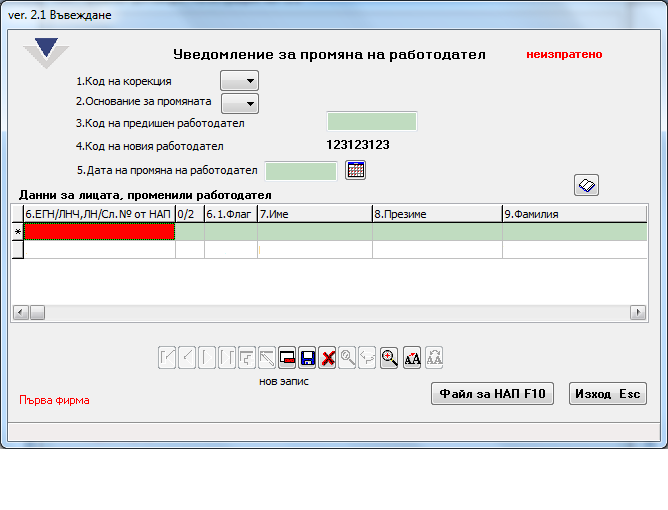 ver. 2.1 Въвеждане
Уведомление за промяна на работодател неизпратено
1.Код на корекция
2.Основание за промяната
3.Код на предишен работодател
4.Код на новия работодател 123123123
5.Дата на промяна на работодател
Данни за лицата, променили работодател
6.ЕГН/ЛНЧ,ЛН/Сл.№ от НАП 0/2 6.1.Флаг 7.Име 8.Презиме 9.Фамилия
*
АА АА
нов запис
Първа фирма Файл за НАП F10 Изход Esc